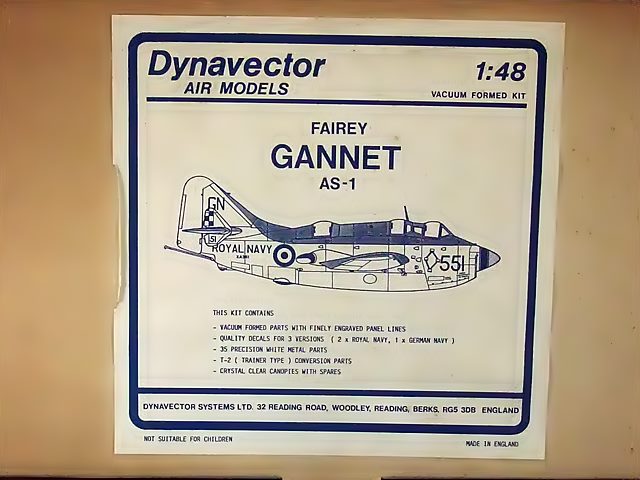 Dynavector
AIR MODELS
1:48
VACUUM FORMED KIT
FAIREY
GANNET
AS-1
GN
151
ROYAL NAVY
551
THIS KIT CONTAINS
- VACUUM FORMED PARTS WITH FINELY ENGRAVED PANEL LINES
- QUALITY DECALS FOR 3 VERSIONS ( 2 x ROYAL NAVY, 1 x GERMAN NAVY )
- 35 PRECISION WHITE METAL PARTS
- T-2 ( TRAINER TYPE ) CONVERSION PARTS
- CRYSTAL CLEAR CANOPIES WITH SPARES
DYNAVECTOR SYSTEMS LTD. 32 READING ROAD, WOODLEY, READING, BERKS, RG5 3DB ENGLAND
NOT SUITABLE FOR CHILDREN
MADE IN ENGLAND